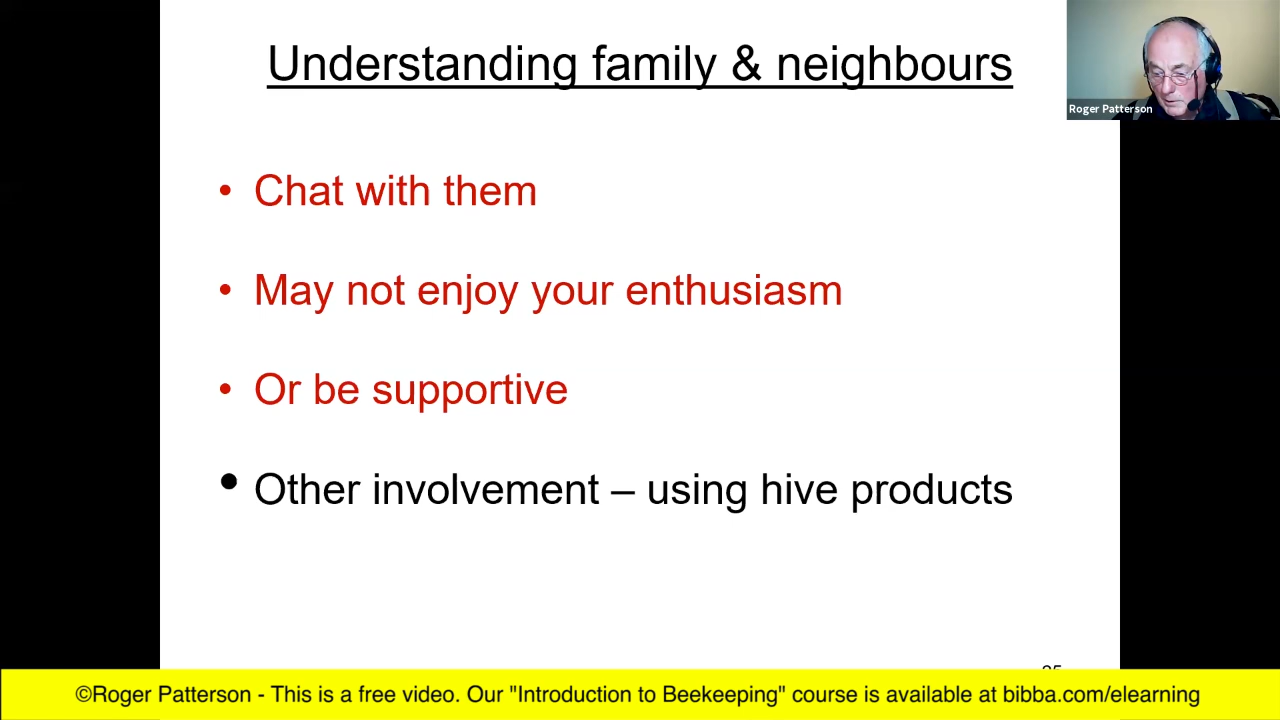 Understanding family & neighbours
Roger Patterson
• Chat with them
• May not enjoy your enthusiasm
• Or be supportive
• Other involvement – using hive products
©Roger Patterson - This is a free video. Our "Introduction to Beekeeping" course is available at bibba.com/elearning